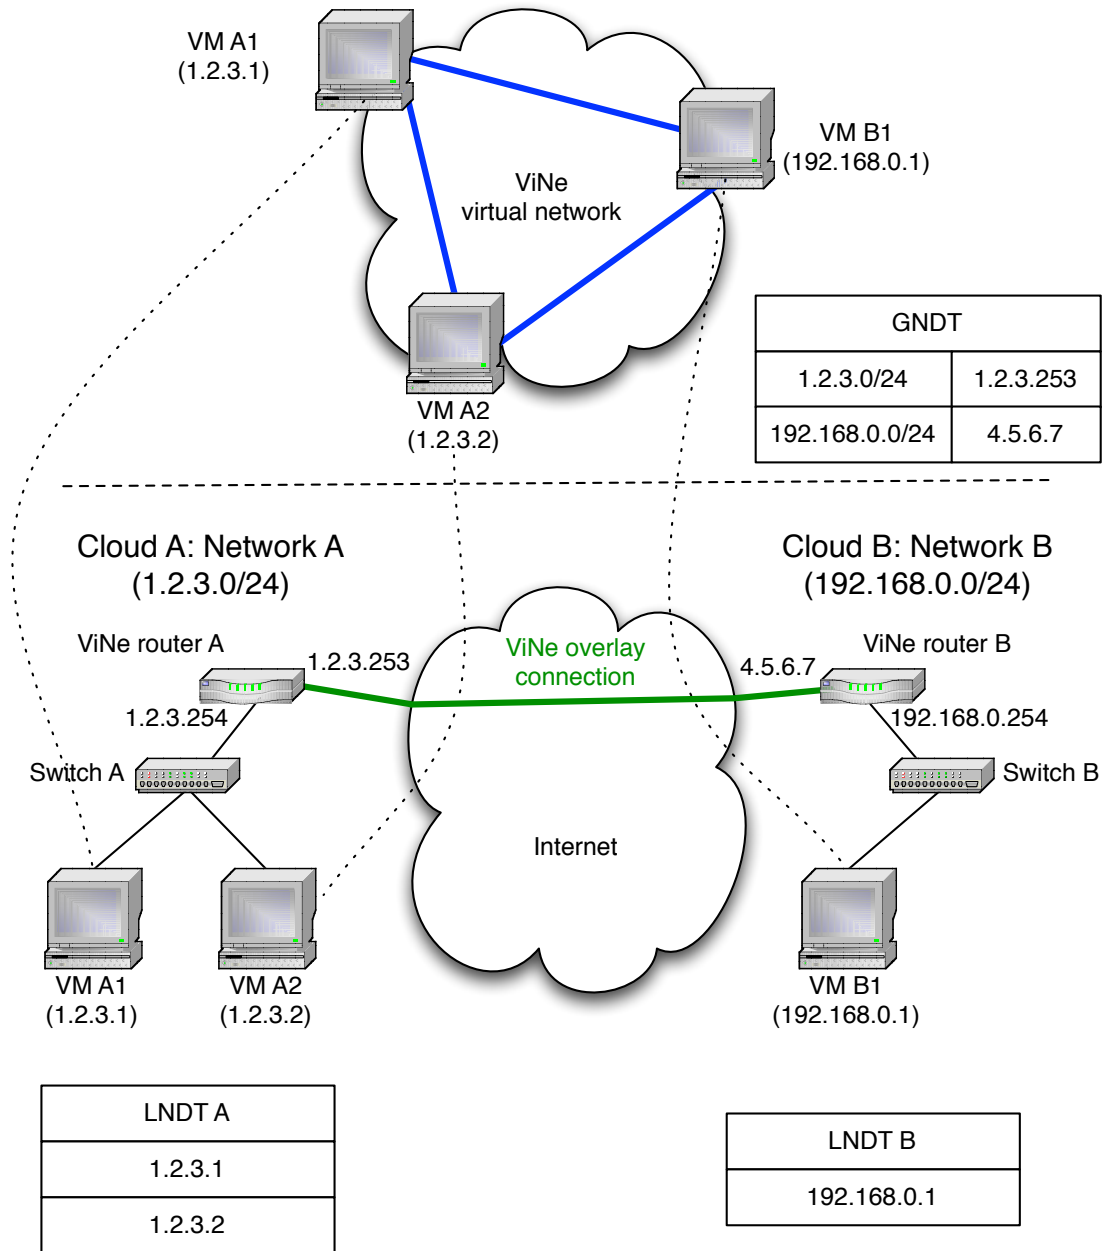 VM A1
(1.2.3.1)
VM B1
(192.168.0.1)
ViNe
virtual network
VM A2
(1.2.3.2)
GNDT
1.2.3.0/24 1.2.3.253
192.168.0.0/24 4.5.6.7
Cloud A: Network A
(1.2.3.0/24)
Cloud B: Network B
(192.168.0.0/24)
ViNe router A
1.2.3.253
1.2.3.254
ViNe overlay
connection
4.5.6.7
ViNe router B
192.168.0.254
Switch A
Switch B
Internet
VM A1
(1.2.3.1)
VM A2
(1.2.3.2)
VM B1
(192.168.0.1)
LNDT A
1.2.3.1
1.2.3.2
LNDT B
192.168.0.1